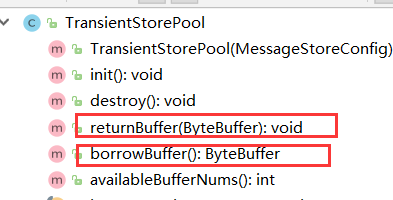 TransientStorePool
TransientStorePool(MessageStoreConfig)
init(): void
destroy(): void
returnBuffer(ByteBuffer): void
borrowBuffer(): ByteBuffer
availableBufferNums(): int